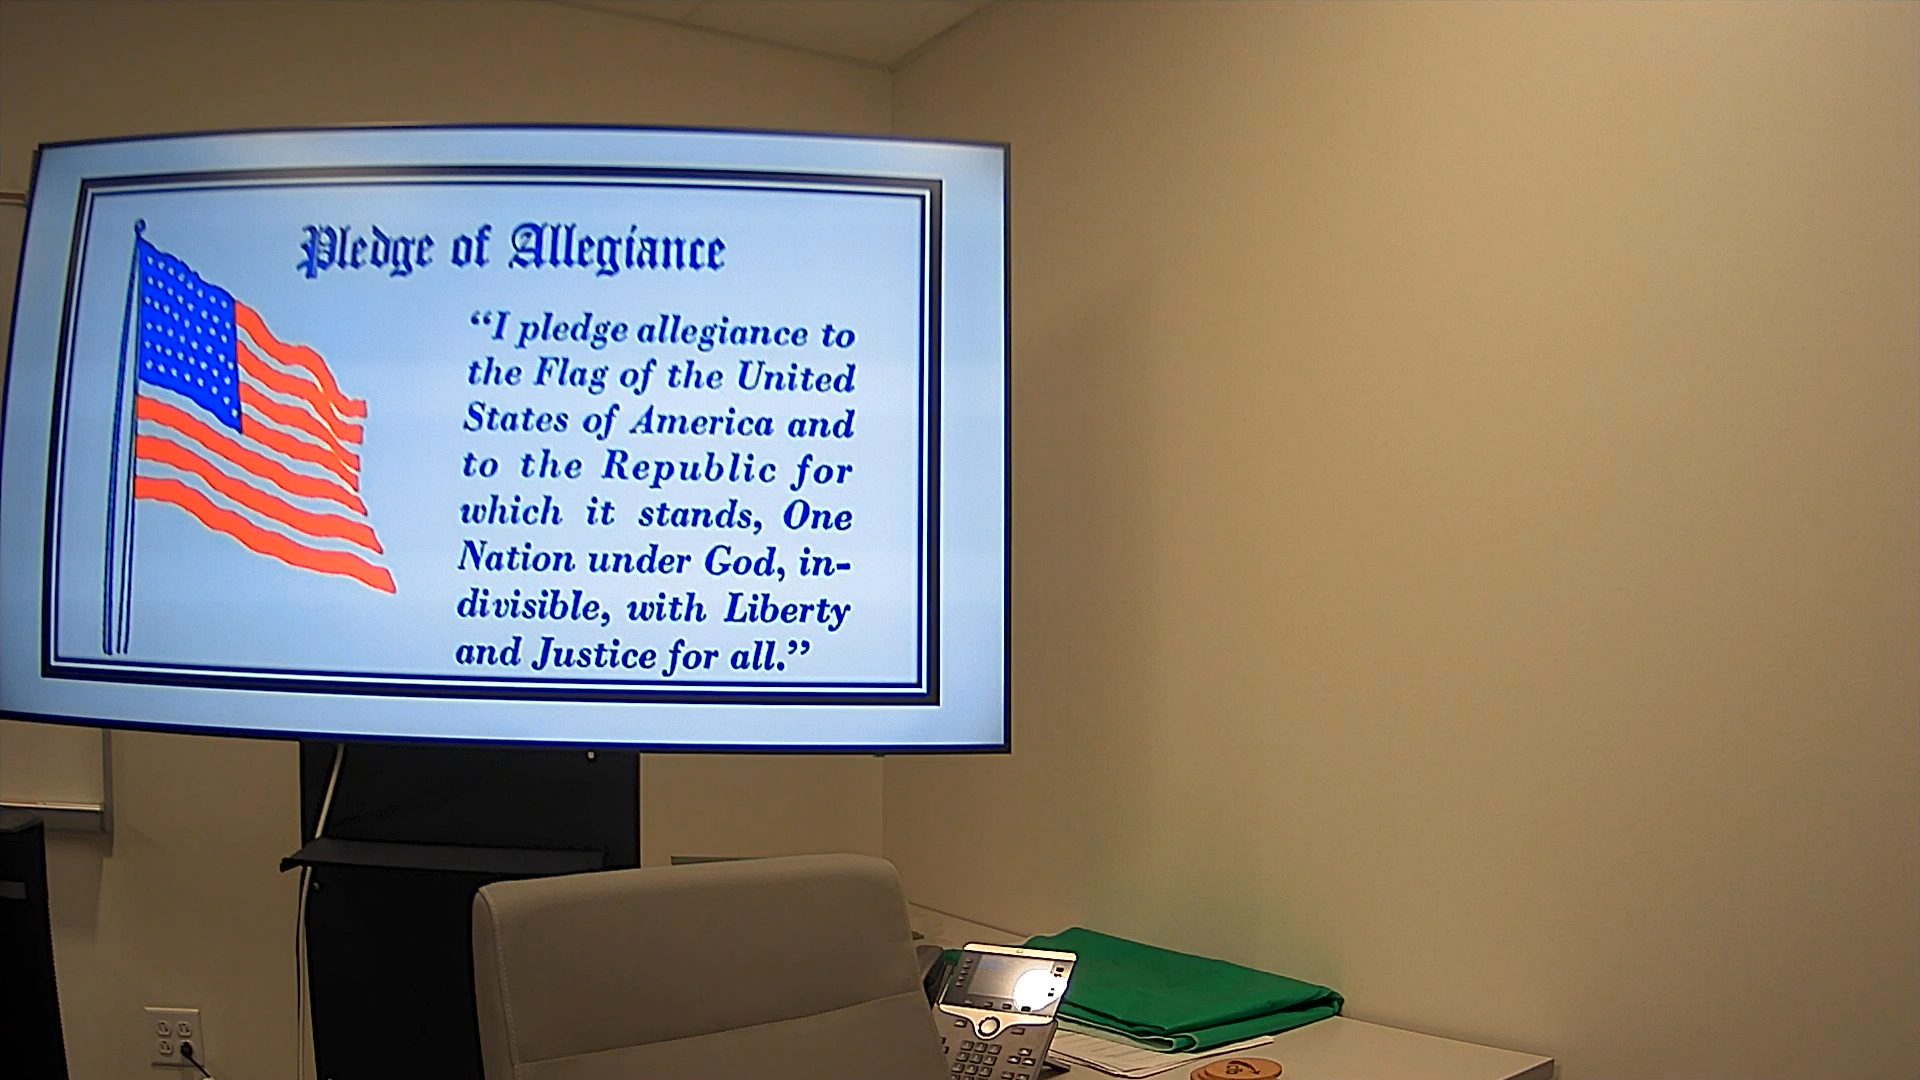 Pledge of Allegiance
“I pledge allegiance to
the Flag of the United
States of America and
to the Republic for
which it stands, One
Nation under God, in-
divisible, with Liberty
and Justice for all.”